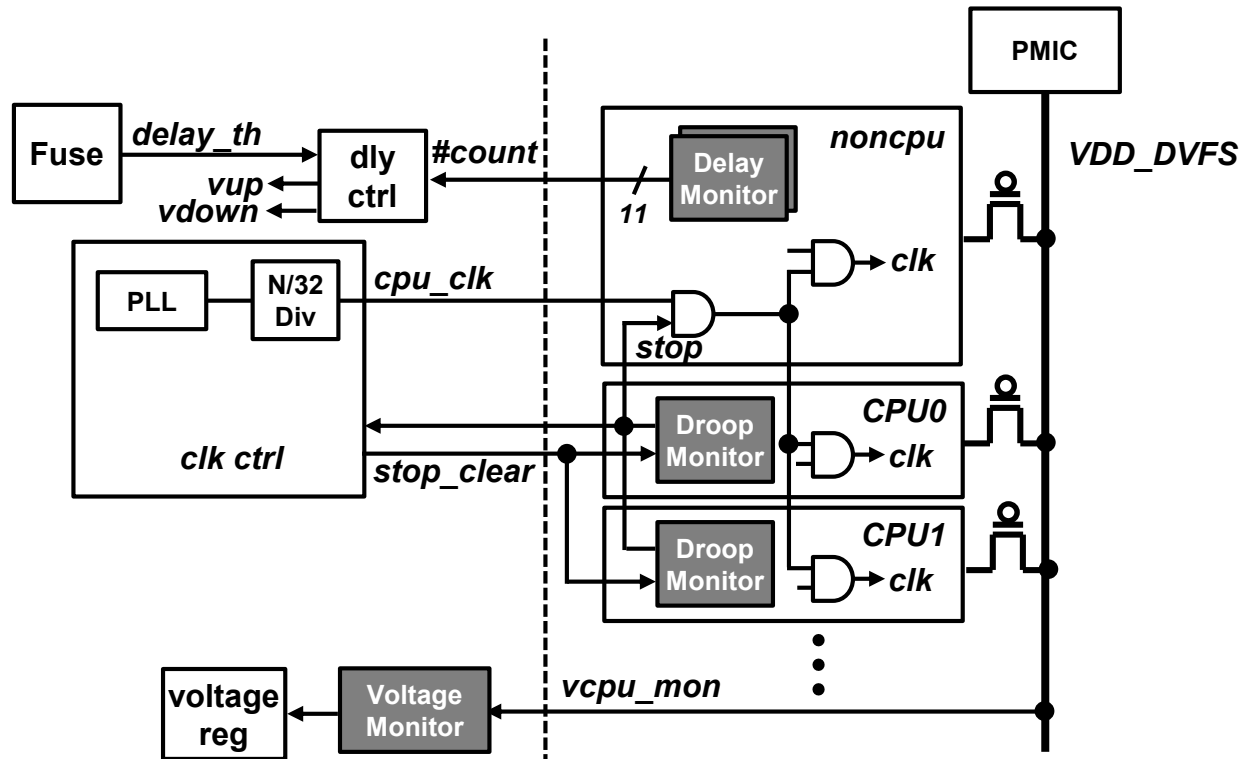 PMIC
VDD_DVFS
Fuse
delay_th
vup
vdown
dly
ctrl
#count
11
noncpu
Delay
Monitor
clk
PLL
N/32
Div
cpu_clk
stop
clk ctrl
stop_clear
CPU0
Droop
Monitor
clk
CPU1
Droop
Monitor
clk
voltage
reg
Voltage
Monitor
vcpu_mon